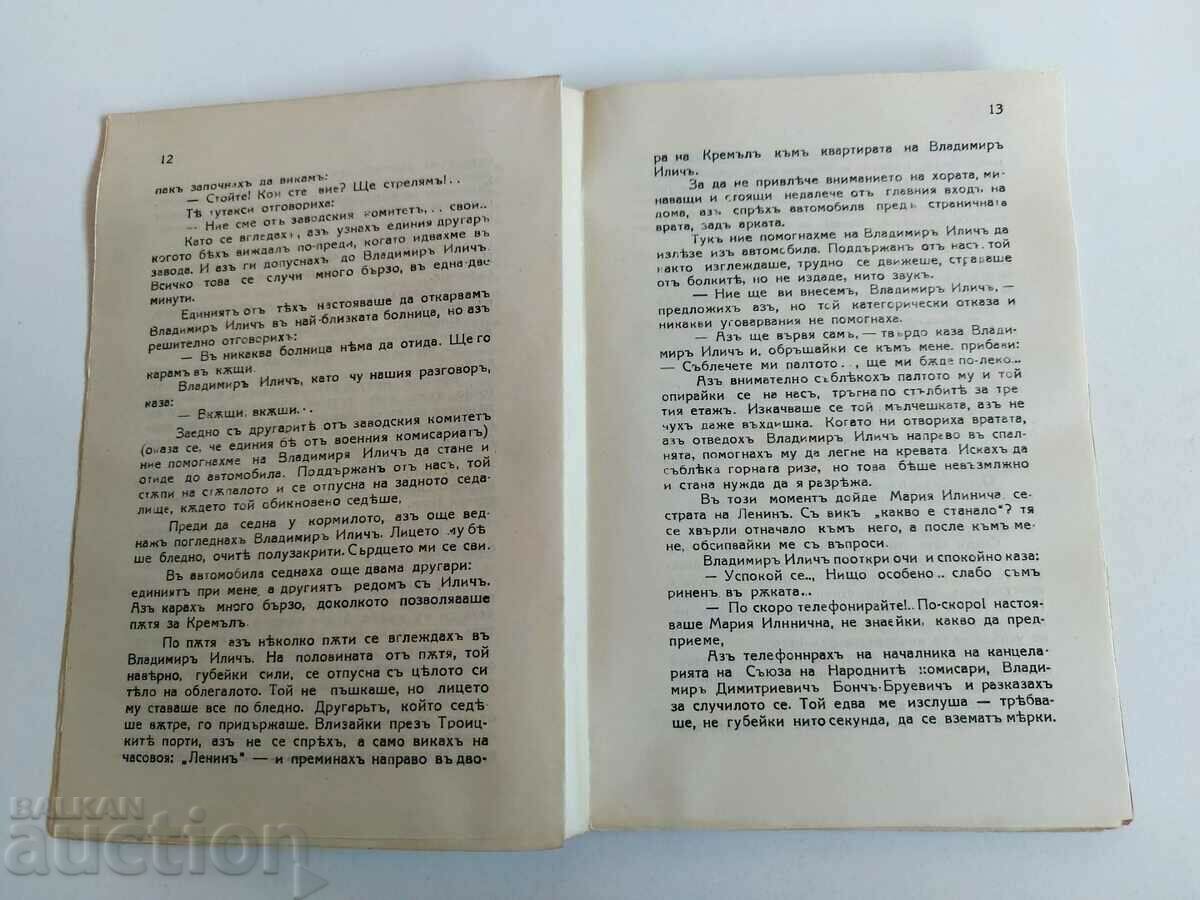 12
пакъ започнахъ да викамъ:
— Стойте! Кои сте вие? Ще стрелямъ!..
Тѣ тутакси отговориха:
— Ние сме отъ заводския комитетъ,.. свои..
Като се вгледахъ, азъ узнахъ единия другаръ
когото бѣхъ виждалъ по-преди, когато идвахме въ
завода. И азъ ги допуснахъ до Владимиръ Иличъ.
Всичко това се случи много бързо, въ една-две
минути.
Единиятъ отъ тѣхъ настояваше да откарвамъ
Владимиръ Иличъ въ най-близката болница, но азъ
решително отговорихъ:
— Въ никаква болница нѣма да отида. Ще го
карамъ въ кѫщи.
Владимиръ Иличъ, като чу нашия разговоръ,
каза:
— Вкѫщи, вкѫши...
Заедно съ другаритѣ отъ заводския комитетъ
(оказа се, че единия бѣ отъ военния комисариатъ)
ние помогнахме на Владимиря Иличъ да стане и
отиде до автомобила. Поддържанъ отъ насъ, той
стѫпи на стѫпалото и се отпусна на задното седа-
лище, кѫдето той обикновено седѣше,
Преди да седна у кормилото, азъ още вед-
нажъ погледнахъ Владимиръ Иличъ. Лицето му бѣ
ше бледно, очитѣ полузакрити. Сърдцето ми се сви.
Въ автомобила седнаха още двама другари:
единиятъ при мене, а другиятъ редомъ съ Иличъ.
Азъ карахъ много бързо, доколкото позволяваше
пѫтя за Кремълъ.
По пѫтя азъ нѣколко пѫти се вглеждахъ въ
Владимиръ Иличъ. На половината отъ пѫтя, той
навѣрно, губейки сили, се отпусна съ цѣлото си
тѣло на облегалото. Той не пъшкаше, но лицето
му ставаше все по бледно. Другарьтъ, който седѣ-
ше вѫтре, го придържаше. Влизайки презъ Троиц-
китѣ порти, азъ не се спрѣхъ, а само викахъ на
часовоя: „Ленинъ“ — и преминахъ направо въ дво-
13
ра на Кремълъ къмъ квартирата на Владимиръ
Иличъ.
За да не привлѣче вниманието на хората, ми-
наващи и стоящи недалече отъ главния входъ на
дома, азъ спрѣхъ автомобила предъ страничната
врата, задъ арката.
Тукъ ние помогнахме на Владимиръ Иличъ да
излѣзе изъ автомобила. Поддържанъ отъ насъ, той
както изглеждаше, трудно се движеше, страдаше
отъ болкитѣ, но не издаде, нито звукъ.
— Ние ще ви внесемъ, Владимиръ Иличъ, —
предложихъ азъ, но той категорически отказа и
никакви уговарвания не помогнаха.
— Азъ ще вървя самъ, — твърдо каза Влади-
миръ Иличъ и, обръщайки се къмъ мене, прибави:
— Съблечете ми палтото.., ще ми бѫде по-леко...
Азъ внимателно съблѣкохъ палтото му и той
опирайки се на насъ, тръгна по стълбитѣ за тре
тия етажъ. Изкачваше се той мълчешката, азъ не
чухъ даже въхдишка. Когато ни отвориха вратата,
азъ отведохъ Владимиръ Иличъ направо въ спал-
нята, помогнахъ му да легне на кревата. Искахъ да
съблѣка горната риза, но това бѣше невъзмлжно
и стана нужда да я разрѣжа.
Въ този моментъ дойде Мария Илинича, се-
страта на Ленинъ. Съ викъ „какво е станало“? тя
се хвърли отначало къмъ него, а после къмъ ме-
не, обсипвайки ме съ въпроси.
Владимиръ Иличъ пооткри очи и спокойно каза:
— Успокой се.., Нищо особено.. слабо съмъ
риненъ въ рѫката..
— По скоро телефонирайте!.. По-скоро! настоя-
ваше Мария Илннична, не знаейки, какво да пред-
приеме,
Азъ телефоннрахъ на началника на канцела-
рията на Съюза на Народнитѣ комисари, Влади-
миръ Димитриевичъ Бончъ-Бруевичъ и разказахъ
за случилото се. Той едва ме изслуша — трѣбва-
ше, не губейки нито секунда, да се взематъ мѣрки.
BALKAN
auction